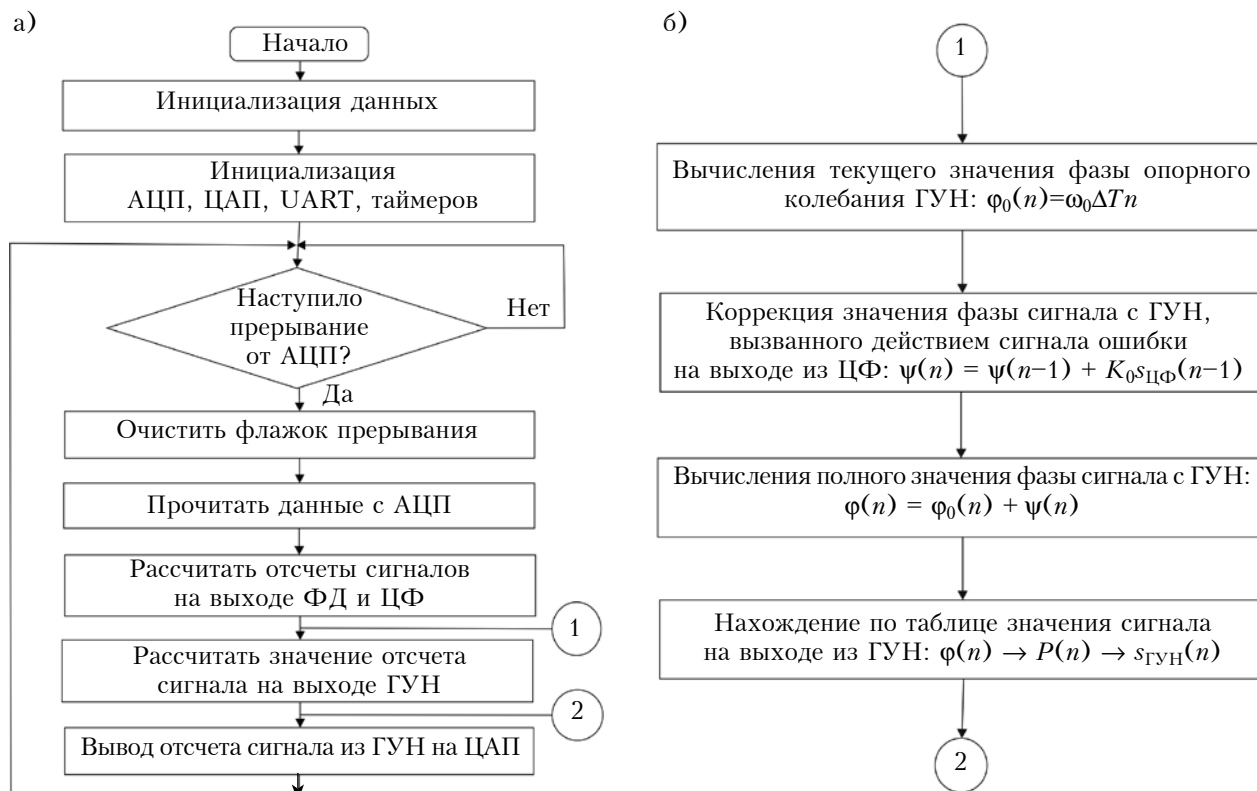 а)
Начало
Инициализация данных
Инициализация
АЦП, ЦАП, UART, таймеров
Наступило
прерывание
от АЦП?
Нет
Да
Очистить флажок прерывания
Прочитать данные с АЦП
Рассчитать отсчеты сигналов
на выходе ФД и ЦФ
1
Рассчитать значение отсчета
сигнала на выходе ГУН
2
Вывод отсчета сигнала из ГУН на ЦАП
б)
1
Вычисления текущего значения фазы опорного
колебания ГУН: φ₀(n)=ω₀ΔTn
Коррекция значения фазы сигнала с ГУН,
вызванного действием сигнала ошибки
на выходе из ЦФ: ψ(n) = ψ(n−1) + K₀s_ЦФ(n−1)
Вычисления полного значения фазы сигнала с ГУН:
φ(n) = φ₀(n) + ψ(n)
Нахождение по таблице значения сигнала
на выходе из ГУН: φ(n) → P(n) → s_ГУН(n)
2